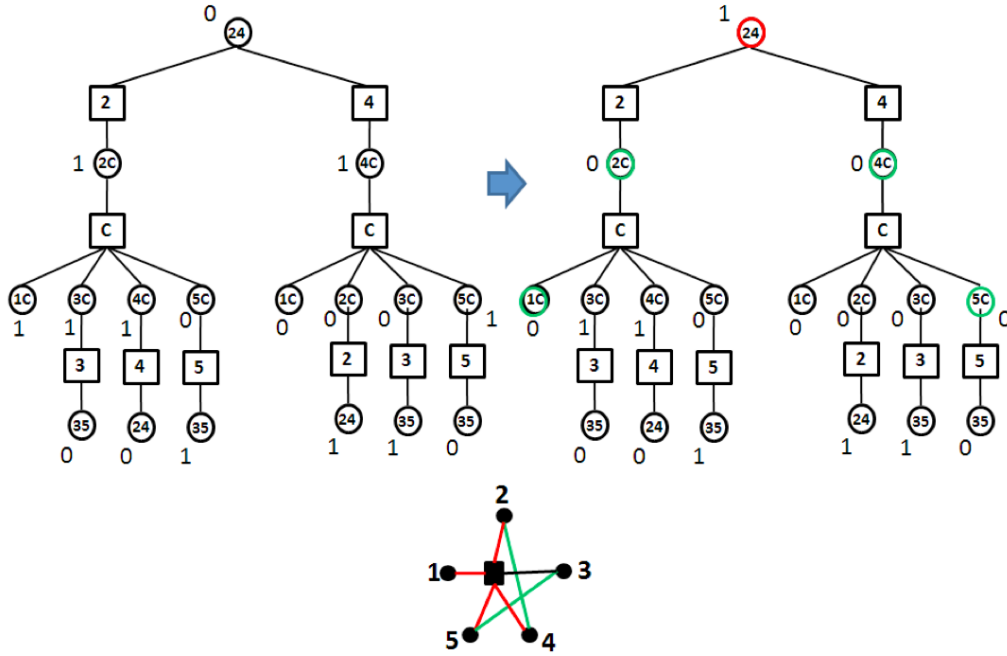 0 24 1 24
2 4 2 4
1 2C 1 4C 0 2C 0 4C
C C C C
1C 3C 4C 5C 1C 2C 3C 5C 1C 3C 4C 5C 1C 2C 3C 5C
1 1 1 0 0 0 0 1 0 1 1 0 0 0 0 0
3 4 5 2 3 5 3 4 5 2 3 5
35 24 35 24 35 35 35 24 35 24 35 35
0 0 1 1 1 0 0 0 1 1 1 0
2
1 3
5 4